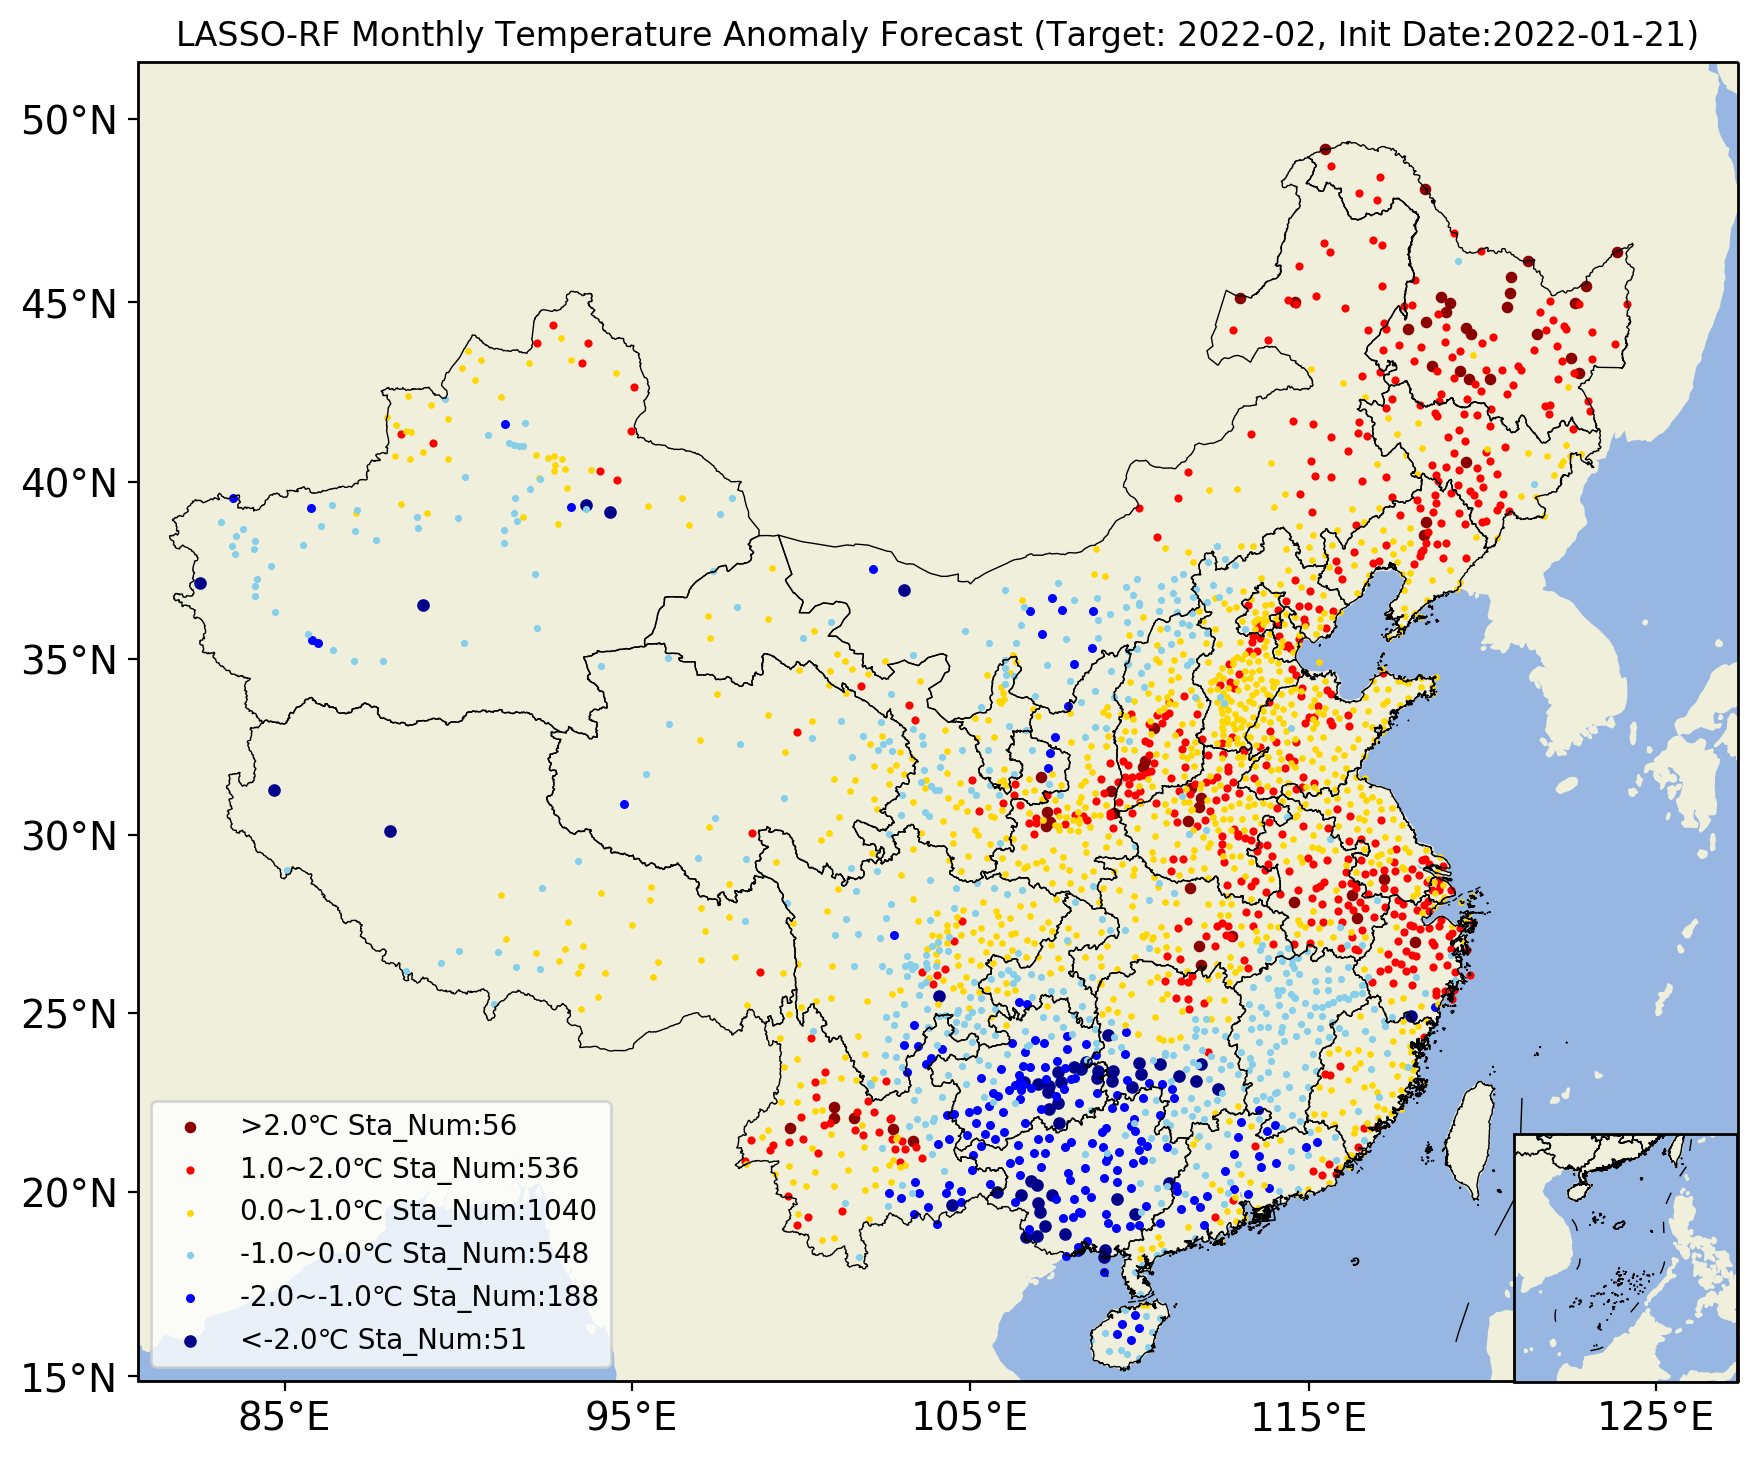 LASSO-RF Monthly Temperature Anomaly Forecast (Target: 2022-02, Init Date:2022-01-21)
50°N
45°N
40°N
35°N
30°N
25°N
20°N
15°N
>2.0℃ Sta_Num:56
1.0~2.0℃ Sta_Num:536
0.0~1.0℃ Sta_Num:1040
-1.0~0.0℃ Sta_Num:548
-2.0~-1.0℃ Sta_Num:188
<-2.0℃ Sta_Num:51
85°E
95°E
105°E
115°E
125°E